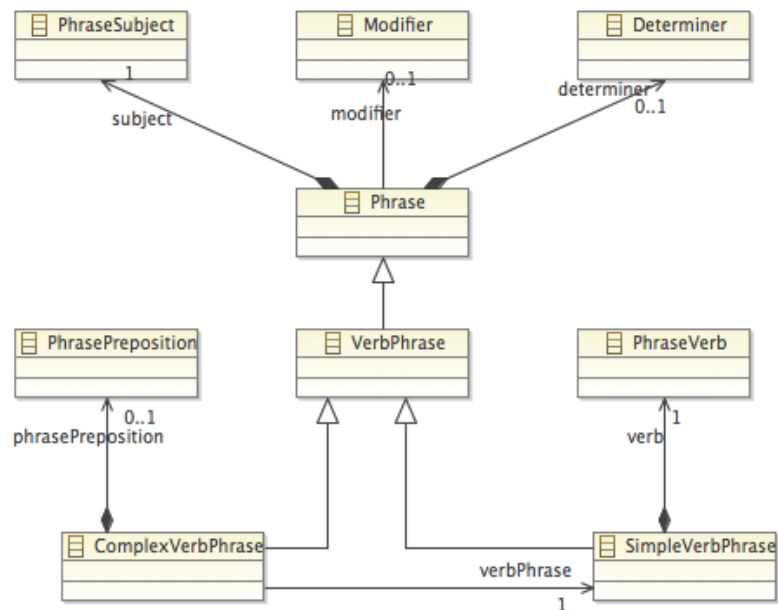 PhraseSubject
Modifier
Determiner
1
0..1
determiner
0..1
subject
modifier
Phrase
PhrasePreposition
VerbPhrase
PhraseVerb
0..1
1
phrasePreposition
verb
ComplexVerbPhrase
SimpleVerbPhrase
verbPhrase
1